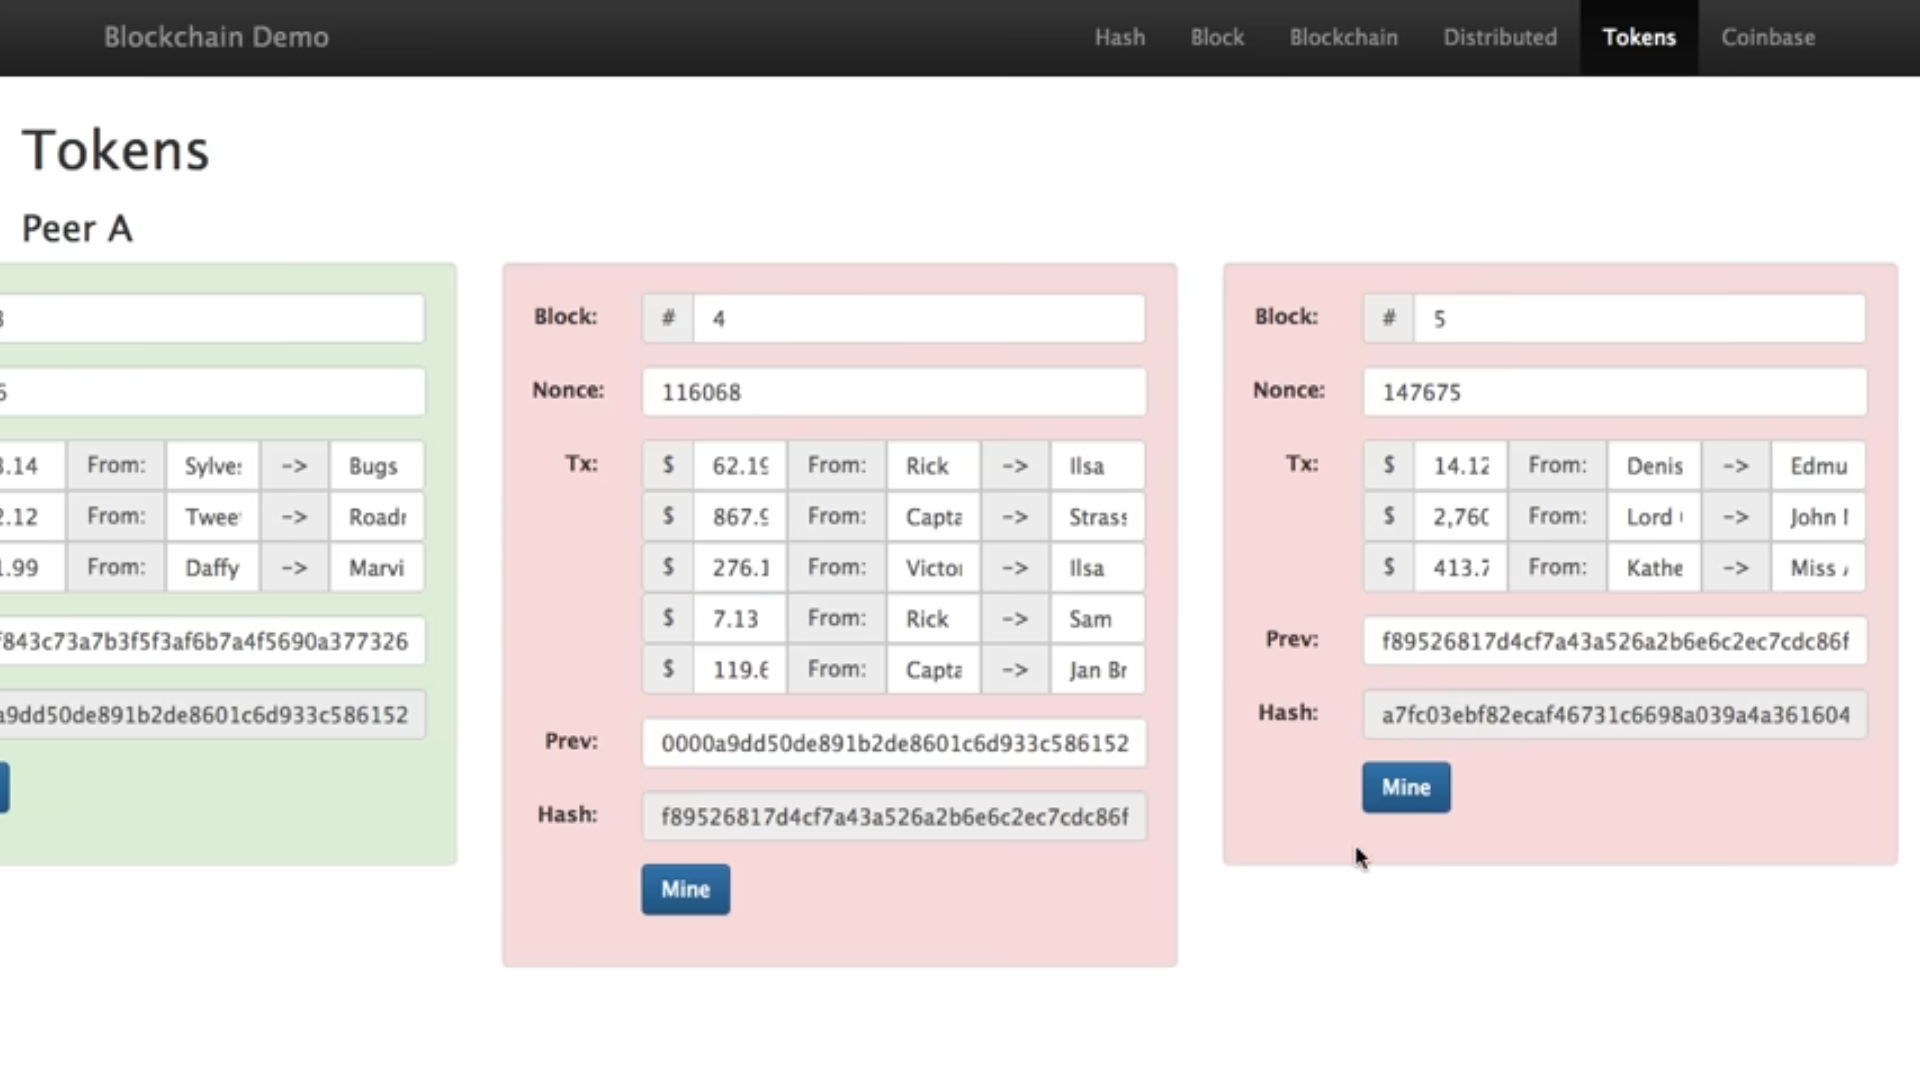 Blockchain Demo Hash Block Blockchain Distributed Tokens Coinbase
Tokens
Peer A
3.14 From: Sylve -> Bugs
2.12 From: Twee -> Roadr
1.99 From: Daffy -> Marvi
f843c73a7b3f5f3af6b7a4f5690a377326
a9dd50de891b2de8601c6d933c586152
Block: # 4
Nonce: 116068
Tx: $ 62.19 From: Rick -> Ilsa
$ 867.9 From: Capta -> Strass
$ 276.1 From: Victo -> Ilsa
$ 7.13 From: Rick -> Sam
$ 119.6 From: Capta -> Jan Br
Prev: 0000a9dd50de891b2de8601c6d933c586152
Hash: f89526817d4cf7a43a526a2b6e6c2ec7cdc86f
Mine
Block: # 5
Nonce: 147675
Tx: $ 14.12 From: Denis -> Edmu
$ 2,760 From: Lord -> John
$ 413.7 From: Kathe -> Miss
Prev: f89526817d4cf7a43a526a2b6e6c2ec7cdc86f
Hash: a7fc03ebf82ecaf46731c6698a039a4a361604
Mine